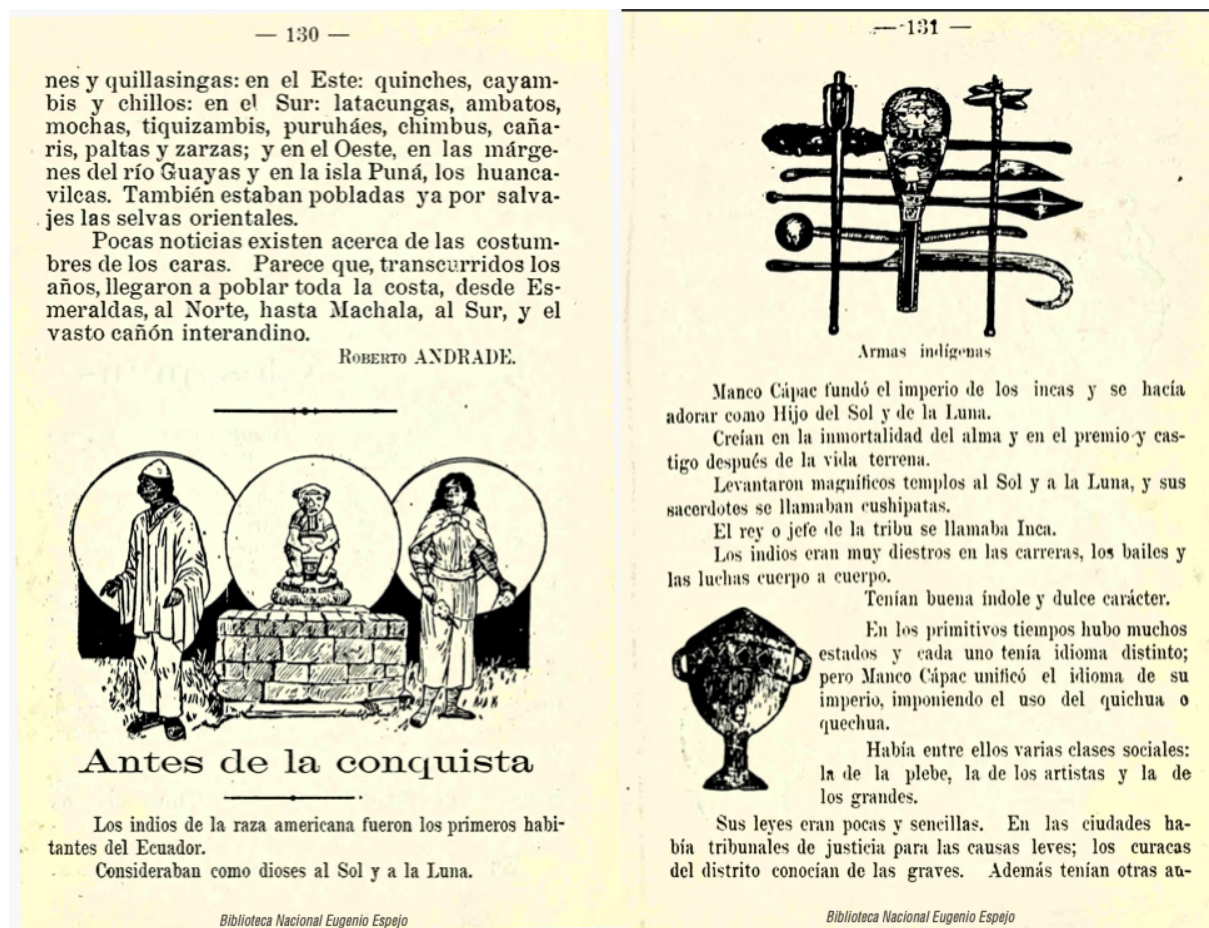 — 130 —
nes y quillasingas: en el Este: quinches, cayam-
bis y chillos: en el Sur: latacungas, ambatos,
mochas, tiquizambis, puruháes, chimbus, caña-
ris, paltas y zarzas; y en el Oeste, en las márge-
nes del río Guayas y en la isla Puná, los huanca-
vilcas. También estaban pobladas ya por salva-
jes las selvas orientales.
Pocas noticias existen acerca de las costum-
bres de los caras. Parece que, transcurridos los
años, llegaron a poblar toda la costa, desde Es-
meraldas, al Norte, hasta Machala, al Sur, y el
vasto cañón interandino.
Roberto ANDRADE.
Antes de la conquista
Los indios de la raza americana fueron los primeros habi-
tantes del Ecuador.
Consideraban como dioses al Sol y a la Luna.
Biblioteca Nacional Eugenio Espejo
— 131 —
Armas indígenas
Manco Cápac fundó el imperio de los incas y se hacía
adorar como Hijo del Sol y de la Luna.
Creían en la inmortalidad del alma y en el premio y cas-
tigo después de la vida terrena.
Levantaron magníficos templos al Sol y a la Luna, y sus
sacerdotes se llamaban cushipatas.
El rey o jefe de la tribu se llamaba Inca.
Los indios eran muy diestros en las carreras, los bailes y
las luchas cuerpo a cuerpo.
Tenían buena índole y dulce carácter.
En los primitivos tiempos hubo muchos
estados y cada uno tenía idioma distinto;
pero Manco Cápac unificó el idioma de su
imperio, imponiendo el uso del quichua o
quechua.
Había entre ellos varias clases sociales:
la de la plebe, la de los artistas y la de
los grandes.
Sus leyes eran pocas y sencillas. En las ciudades ha-
bía tribunales de justicia para las causas leves; los curacas
del distrito conocían de las graves. Además tenían otras au-
Biblioteca Nacional Eugenio Espejo